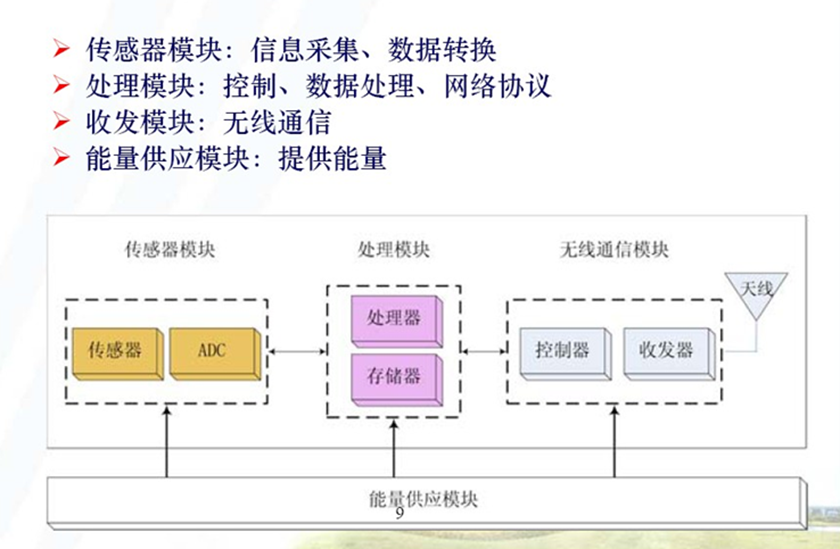 传感器模块：信息采集、数据转换
处理模块：控制、数据处理、网络协议
收发模块：无线通信
能量供应模块：提供能量
传感器模块
处理模块
无线通信模块
天线
处理器
传感器
ADC
控制器
收发器
存储器
能量供应模块
9